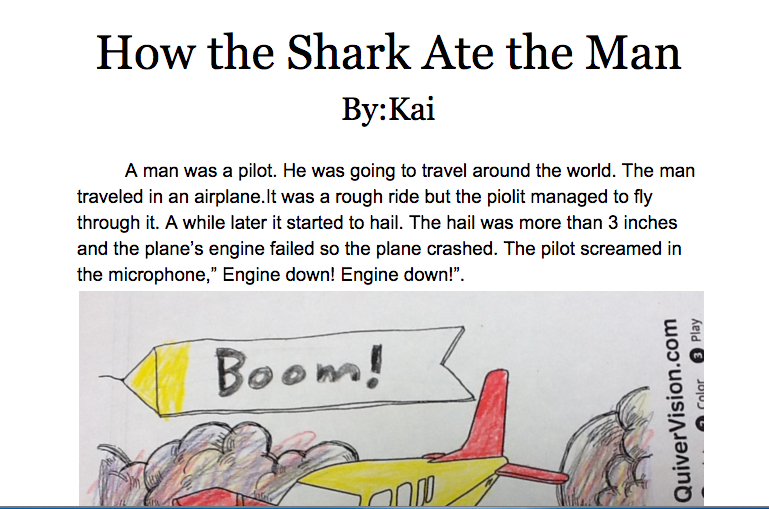 How the Shark Ate the Man
By:Kai
A man was a pilot. He was going to travel around the world. The man
traveled in an airplane.It was a rough ride but the piolit managed to fly
through it. A while later it started to hail. The hail was more than 3 inches
and the plane’s engine failed so the plane crashed. The pilot screamed in
the microphone,” Engine down! Engine down!”.
Boom!
QuiverVision.com
3 Play
Color